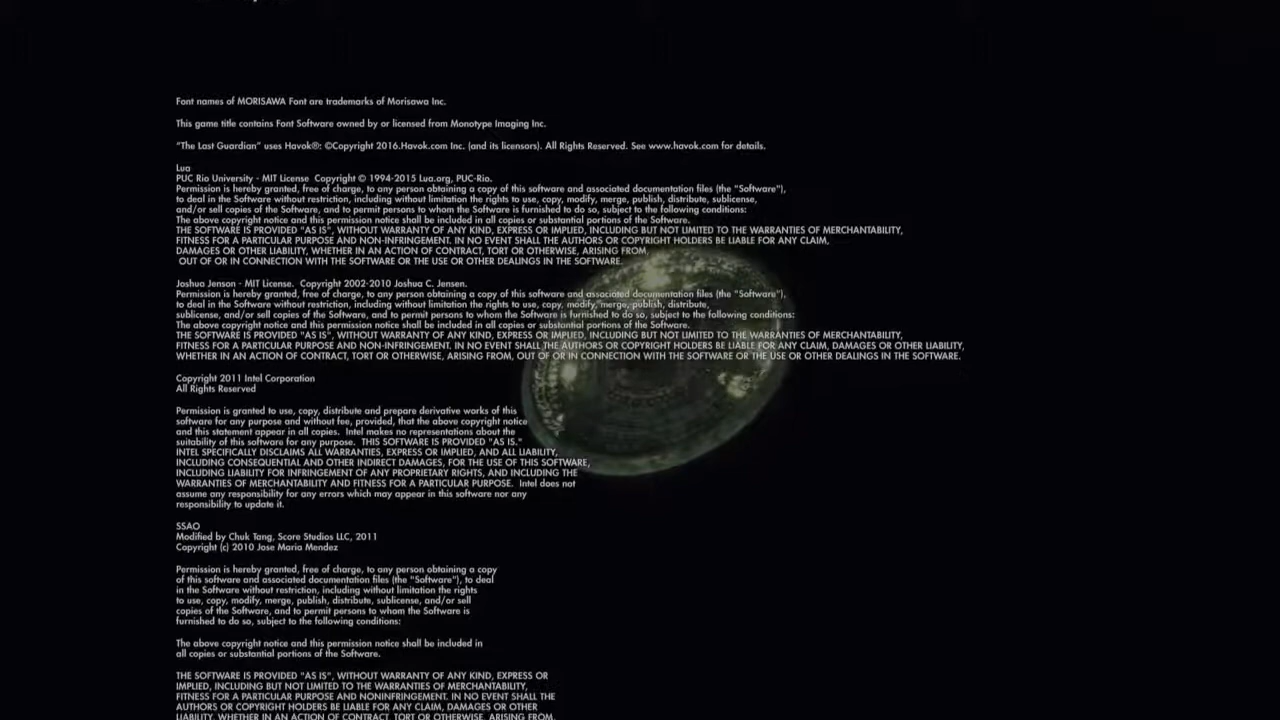 Font names of MORISAWA Font are trademarks of Morisawa Inc.
This game title contains Font Software owned by or licensed from Monotype Imaging Inc.
"The Last Guardian" uses Havok®: ©Copyright 2016.Havok.com Inc. (and its licensors). All Rights Reserved. See www.havok.com for details.
Lua
PUC Rio University - MIT License Copyright © 1994-2015 Lua.org, PUC-Rio.
Permission is hereby granted, free of charge, to any person obtaining a copy of this software and associated documentation files (the "Software"),
to deal in the Software without restriction, including without limitation the rights to use, copy, modify, merge, publish, distribute, sublicense,
and/or sell copies of the Software, and to permit persons to whom the Software is furnished to do so, subject to the following conditions:
The above copyright notice and this permission notice shall be included in all copies or substantial portions of the Software.
THE SOFTWARE IS PROVIDED "AS IS", WITHOUT WARRANTY OF ANY KIND, EXPRESS OR IMPLIED, INCLUDING BUT NOT LIMITED TO THE WARRANTIES OF MERCHANTABILITY,
FITNESS FOR A PARTICULAR PURPOSE AND NON-INFRINGEMENT. IN NO EVENT SHALL THE AUTHORS OR COPYRIGHT HOLDERS BE LIABLE FOR ANY CLAIM,
DAMAGES OR OTHER LIABILITY, WHETHER IN AN ACTION OF CONTRACT, TORT OR OTHERWISE, ARISING FROM,
OUT OF OR IN CONNECTION WITH THE SOFTWARE OR THE USE OR OTHER DEALINGS IN THE SOFTWARE.
Joshua Jenson - MIT License. Copyright 2002-2010 Joshua C. Jensen.
Permission is hereby granted, free of charge, to any person obtaining a copy of this software and associated documentation files (the "Software"),
to deal in the Software without restriction, including without limitation the rights to use, copy, modify, merge, publish, distribute,
sublicense, and/or sell copies of the Software, and to permit persons to whom the Software is furnished to do so, subject to the following conditions:
The above copyright notice and this permission notice shall be included in all copies or substantial portions of the Software.
THE SOFTWARE IS PROVIDED "AS IS", WITHOUT WARRANTY OF ANY KIND, EXPRESS OR IMPLIED, INCLUDING BUT NOT LIMITED TO THE WARRANTIES OF MERCHANTABILITY,
FITNESS FOR A PARTICULAR PURPOSE AND NON-INFRINGEMENT. IN NO EVENT SHALL THE AUTHORS OR COPYRIGHT HOLDERS BE LIABLE FOR ANY CLAIM, DAMAGES OR OTHER LIABILITY,
WHETHER IN AN ACTION OF CONTRACT, TORT OR OTHERWISE, ARISING FROM, OUT OF OR IN CONNECTION WITH THE SOFTWARE OR THE USE OR OTHER DEALINGS IN THE SOFTWARE.
Copyright 2011 Intel Corporation
All Rights Reserved
Permission is granted to use, copy, distribute and prepare derivative works of this
software for any purpose and without fee, provided, that the above copyright notice
and this statement appear in all copies. Intel makes no representations about the
suitability of this software for any purpose. THIS SOFTWARE IS PROVIDED "AS IS."
INTEL SPECIFICALLY DISCLAIMS ALL WARRANTIES, EXPRESS OR IMPLIED, AND ALL LIABILITY,
INCLUDING CONSEQUENTIAL AND OTHER INDIRECT DAMAGES, FOR THE USE OF THIS SOFTWARE,
INCLUDING LIABILITY FOR INFRINGEMENT OF ANY PROPRIETARY RIGHTS, AND INCLUDING THE
WARRANTIES OF MERCHANTABILITY AND FITNESS FOR A PARTICULAR PURPOSE. Intel does not
assume any responsibility for any errors which may appear in this software nor any
responsibility to update it.
SSAO
Modified by Chuk Tang, Score Studios LLC, 2011
Copyright (c) 2010 Jose Maria Mendez
Permission is hereby granted, free of charge, to any person obtaining a copy
of this software and associated documentation files (the "Software"), to deal
in the Software without restriction, including without limitation the rights
to use, copy, modify, merge, publish, distribute, sublicense, and/or sell
copies of the Software, and to permit persons to whom the Software is
furnished to do so, subject to the following conditions:
The above copyright notice and this permission notice shall be included in
all copies or substantial portions of the Software.
THE SOFTWARE IS PROVIDED "AS IS", WITHOUT WARRANTY OF ANY KIND, EXPRESS OR
IMPLIED, INCLUDING BUT NOT LIMITED TO THE WARRANTIES OF MERCHANTABILITY,
FITNESS FOR A PARTICULAR PURPOSE AND NONINFRINGEMENT. IN NO EVENT SHALL THE
AUTHORS OR COPYRIGHT HOLDERS BE LIABLE FOR ANY CLAIM, DAMAGES OR OTHER
LIABILITY, WHETHER IN AN ACTION OF CONTRACT, TORT OR OTHERWISE, ARISING FROM,